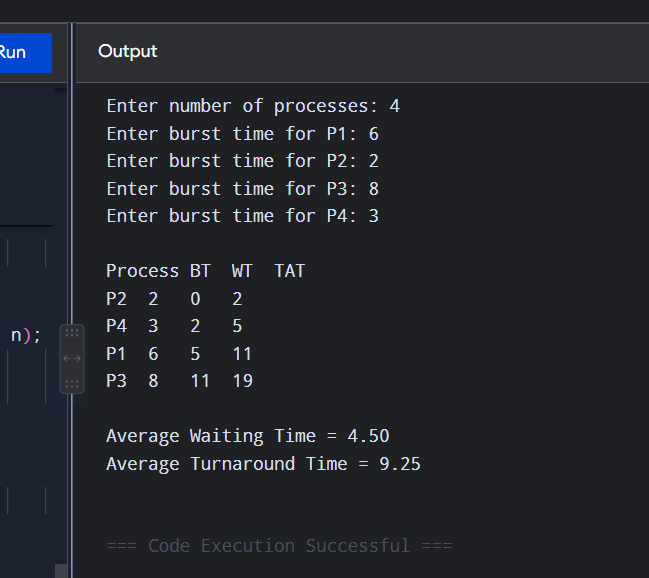 Run
Output
Enter number of processes: 4
Enter burst time for P1: 6
Enter burst time for P2: 2
Enter burst time for P3: 8
Enter burst time for P4: 3
Process BT WT TAT
P2 2 0 2
P4 3 2 5
P1 6 5 11
P3 8 11 19
n);
Average Waiting Time = 4.50
Average Turnaround Time = 9.25
=== Code Execution Successful ===